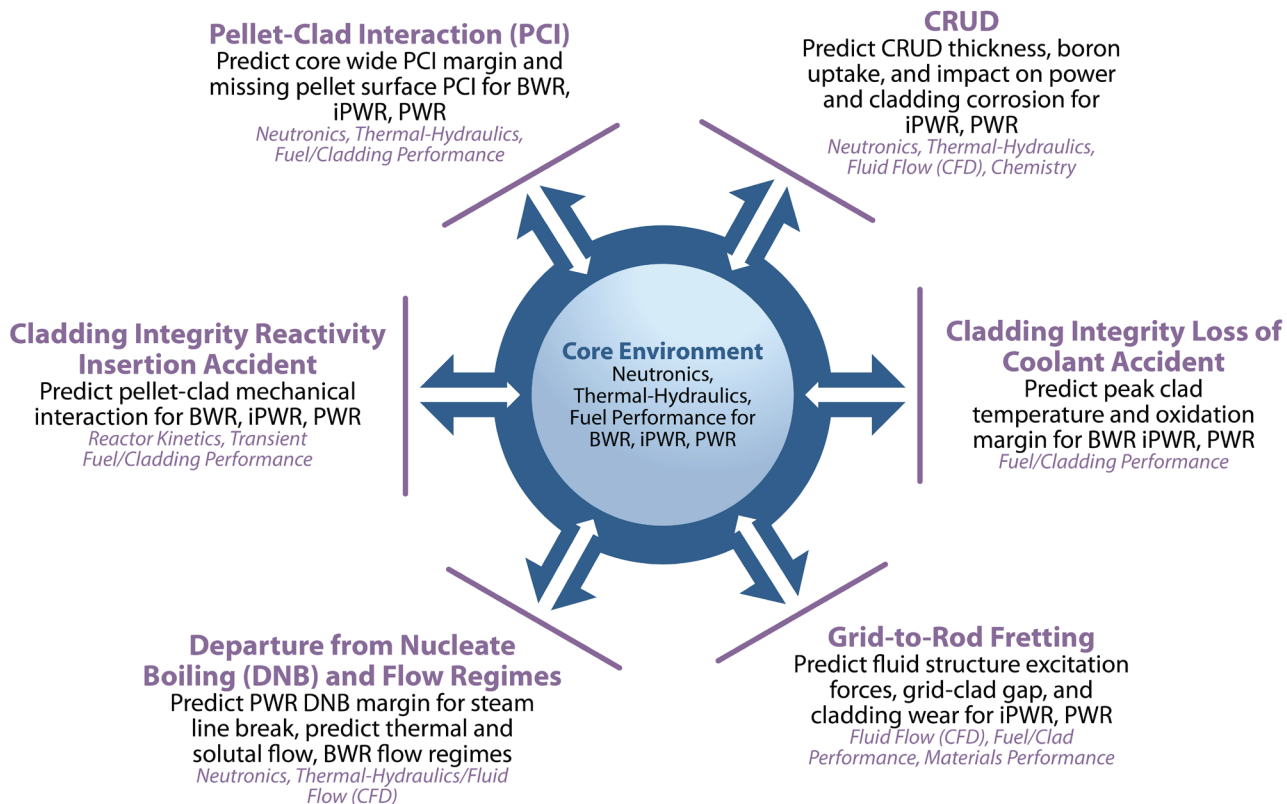 Pellet-Clad Interaction (PCI)
Predict core wide PCI margin and
missing pellet surface PCI for BWR,
iPWR, PWR
Neutronics, Thermal-Hydraulics,
Fuel/Cladding Performance
CRUD
Predict CRUD thickness, boron
uptake, and impact on power
and cladding corrosion for
iPWR, PWR
Neutronics, Thermal-Hydraulics,
Fluid Flow (CFD), Chemistry
Cladding Integrity Reactivity
Insertion Accident
Predict pellet-clad mechanical
interaction for BWR, iPWR, PWR
Reactor Kinetics, Transient
Fuel/Cladding Performance
Core Environment
Neutronics,
Thermal-Hydraulics,
Fuel Performance for
BWR, iPWR, PWR
Cladding Integrity Loss of
Coolant Accident
Predict peak clad
temperature and oxidation
margin for BWR iPWR, PWR
Fuel/Cladding Performance
Departure from Nucleate
Boiling (DNB) and Flow Regimes
Predict PWR DNB margin for steam
line break, predict thermal and
solutal flow, BWR flow regimes
Neutronics, Thermal-Hydraulics/Fluid
Flow (CFD)
Grid-to-Rod Fretting
Predict fluid structure excitation
forces, grid-clad gap, and
cladding wear for iPWR, PWR
Fluid Flow (CFD), Fuel/Clad
Performance, Materials Performance